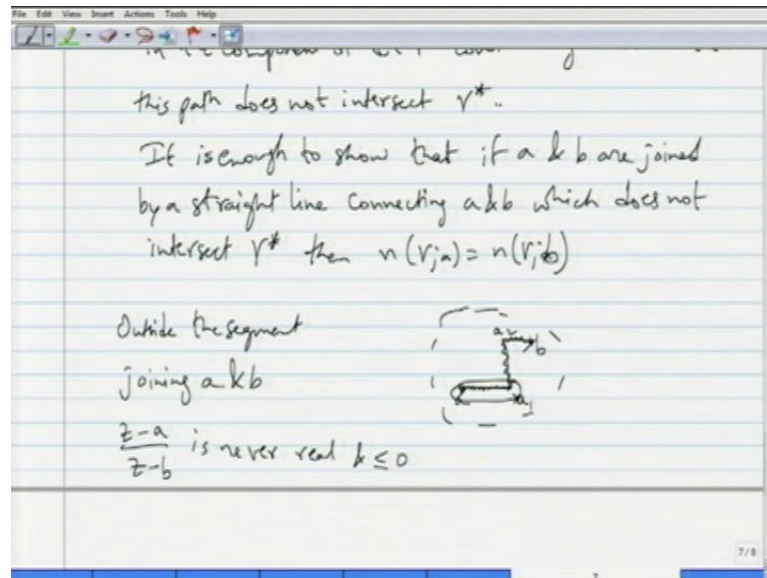 File Edit View Insert Actions Tools Help
this path does not intersect γ*.
It is enough to show that if a & b are joined
by a straight line connecting a & b which does not
intersect γ* then n(γ;a) = n(γ;b)
Outside the segment
joining a & b
z-a / z-b is never real & ≤ 0
a b
a₁
7/8